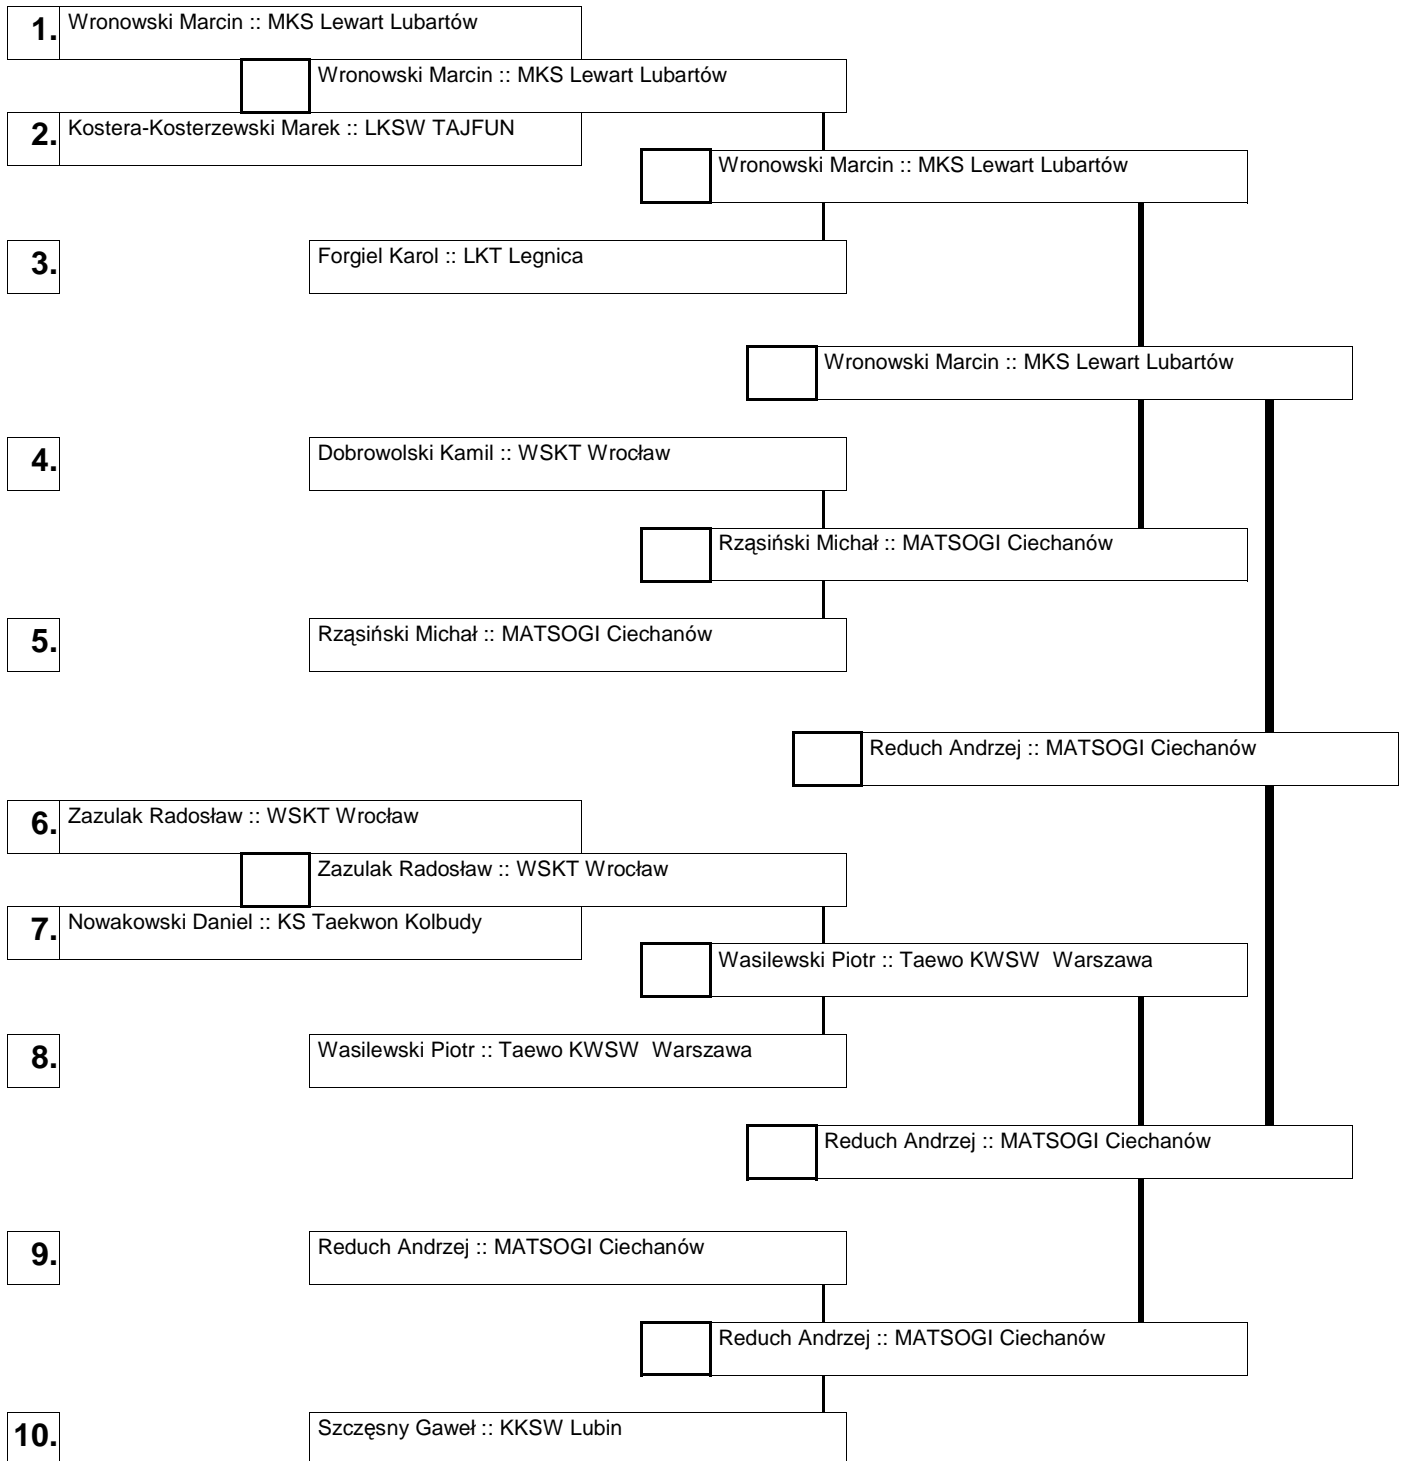 1. Wronowski Marcin :: MKS Lewart Lubartów
Wronowski Marcin :: MKS Lewart Lubartów
2. Kostera-Kosterzewski Marek :: LKSW TAJFUN
Wronowski Marcin :: MKS Lewart Lubartów
3. Forgiel Karol :: LKT Legnica
Wronowski Marcin :: MKS Lewart Lubartów
4. Dobrowolski Kamil :: WSKT Wrocław
Rząsiński Michał :: MATSOGI Ciechanów
5. Rząsiński Michał :: MATSOGI Ciechanów
Reduch Andrzej :: MATSOGI Ciechanów
6. Zazulak Radosław :: WSKT Wrocław
Zazulak Radosław :: WSKT Wrocław
7. Nowakowski Daniel :: KS Taekwon Kolbudy
Wasilewski Piotr :: Taewo KWSW  Warszawa
8. Wasilewski Piotr :: Taewo KWSW  Warszawa
Reduch Andrzej :: MATSOGI Ciechanów
9. Reduch Andrzej :: MATSOGI Ciechanów
Reduch Andrzej :: MATSOGI Ciechanów
10. Szczęsny Gaweł :: KKSW Lubin